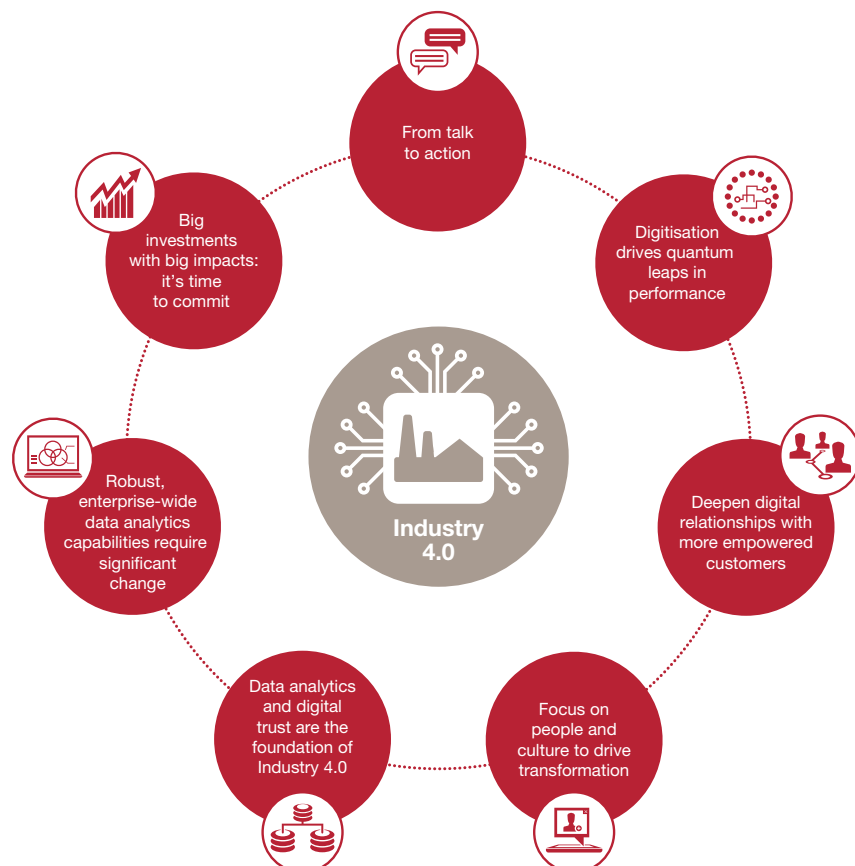 From talk
to action
Digitisation
drives quantum
leaps in
performance
Deepen digital
relationships with
more empowered
customers
Focus on
people and
culture to drive
transformation
Data analytics
and digital
trust are the
foundation of
Industry 4.0
Robust,
enterprise-wide
data analytics
capabilities require
significant
change
Big
investments
with big impacts:
it’s time
to commit
Industry
4.0